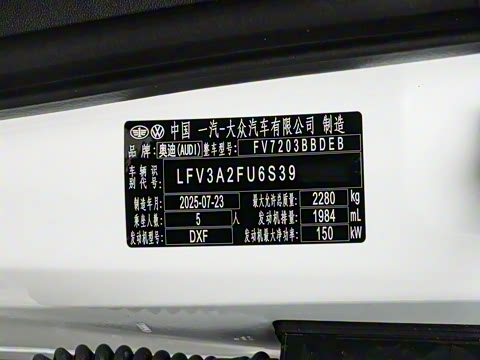 中国 一汽-大众汽车有限公司 制造
品牌 奥迪(AUDI) 整车型号 FV7203BBDEB
车辆识别代号 LFV3A2FU6S39
制造年月 2025-07-23 最大允许总质量 2280 kg
乘坐人数 5 人 发动机排量 1984 mL
发动机型号 DXF 发动机最大净功率 150 kW